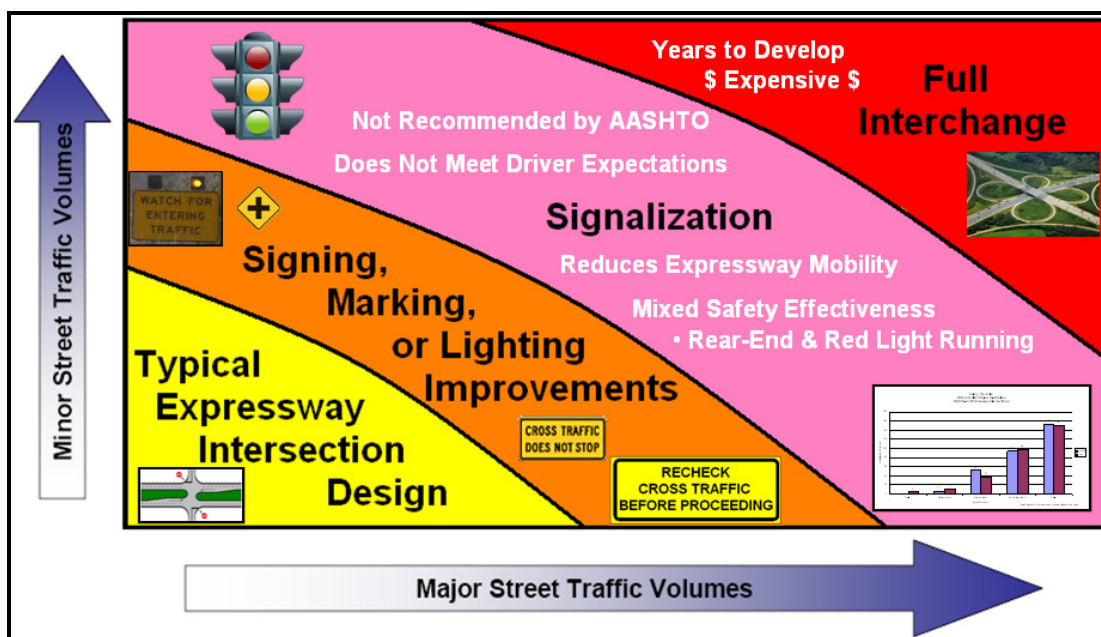 Years to Develop
$ Expensive $
Full
Interchange
Not Recommended by AASHTO
Does Not Meet Driver Expectations
Signalization
Reduces Expressway Mobility
Mixed Safety Effectiveness
• Rear-End & Red Light Running
WATCH FOR
ENTERING
TRAFFIC
Signing,
Marking,
or Lighting
Improvements
CROSS TRAFFIC
DOES NOT STOP
RECHECK
CROSS TRAFFIC
BEFORE PROCEEDING
Typical
Expressway
Intersection
Design
Minor Street Traffic Volumes
Major Street Traffic Volumes